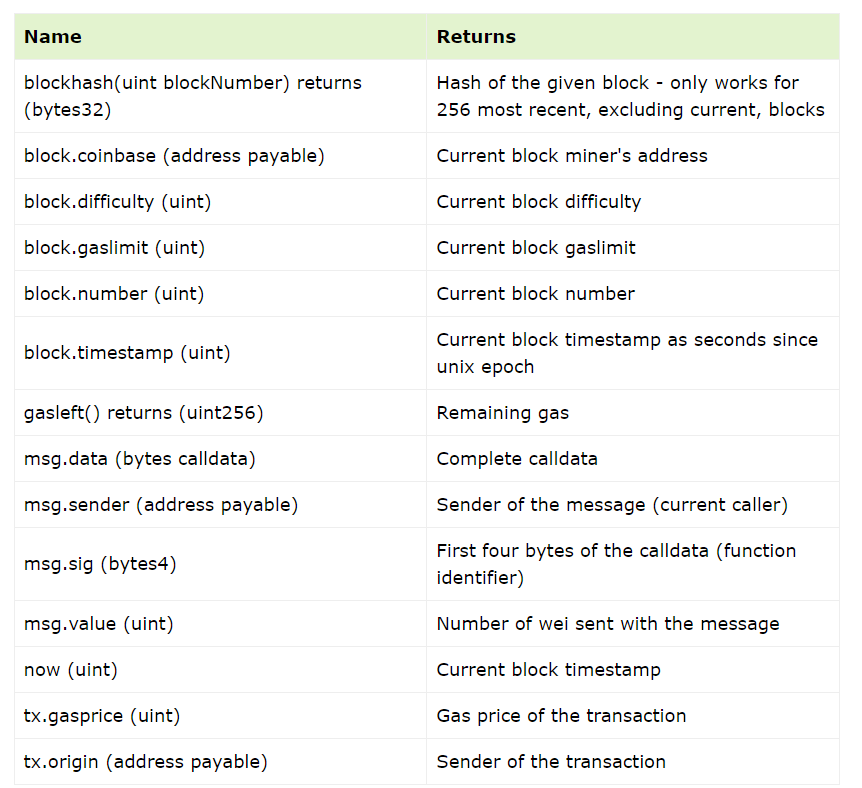 Name Returns
blockhash(uint blockNumber) returns
(bytes32)
Hash of the given block - only works for
256 most recent, excluding current, blocks
block.coinbase (address payable) Current block miner's address
block.difficulty (uint) Current block difficulty
block.gaslimit (uint) Current block gaslimit
block.number (uint) Current block number
block.timestamp (uint)
Current block timestamp as seconds since
unix epoch
gasleft() returns (uint256) Remaining gas
msg.data (bytes calldata) Complete calldata
msg.sender (address payable) Sender of the message (current caller)
msg.sig (bytes4)
First four bytes of the calldata (function
identifier)
msg.value (uint) Number of wei sent with the message
now (uint) Current block timestamp
tx.gasprice (uint) Gas price of the transaction
tx.origin (address payable) Sender of the transaction